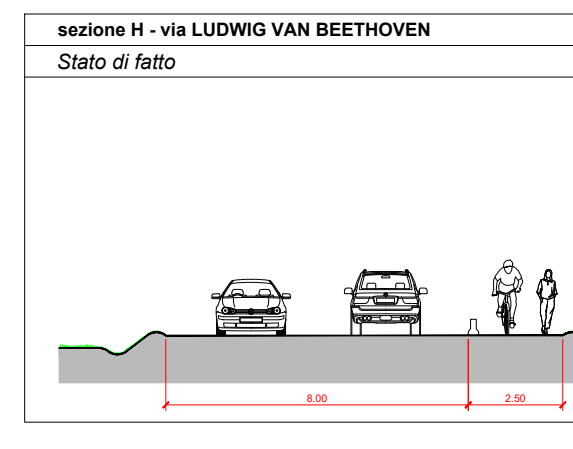 sezione H - via LUDWIG VAN BEETHOVEN
Stato di fatto
8.00
2.50